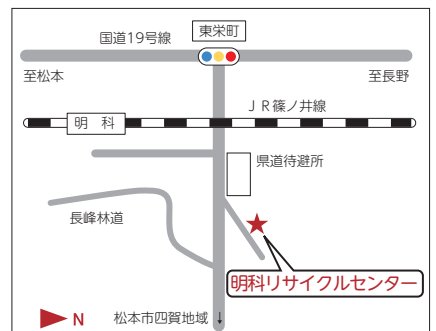 東栄町
国道19号線
至松本
至長野
JR篠ノ井線
明 科
県道待避所
長峰林道
明科リサイクルセンター
N
松本市四賀地域↓